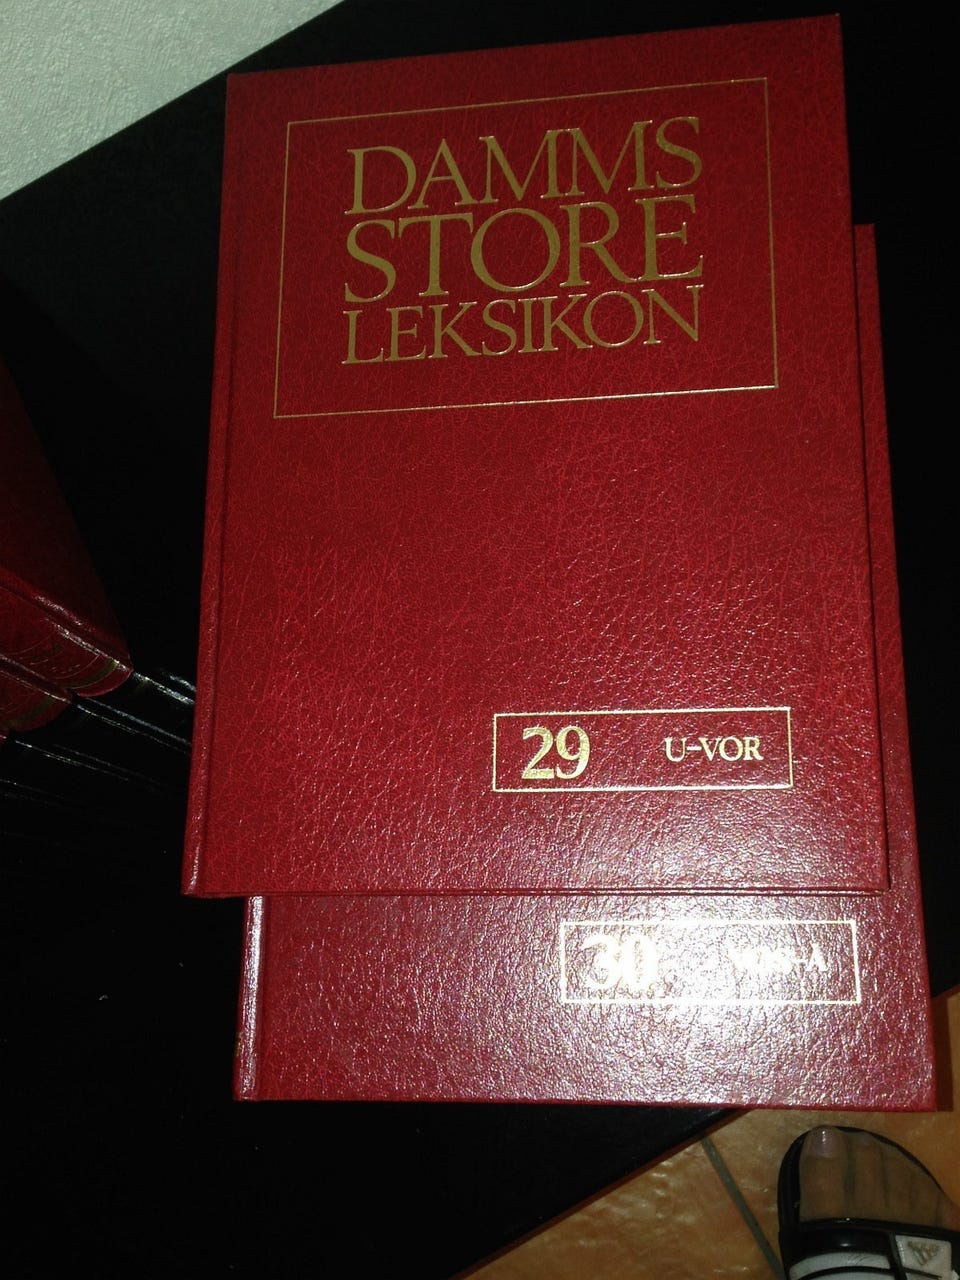 DAMMS
STORE
LEKSIKON
29 U-VOR
30